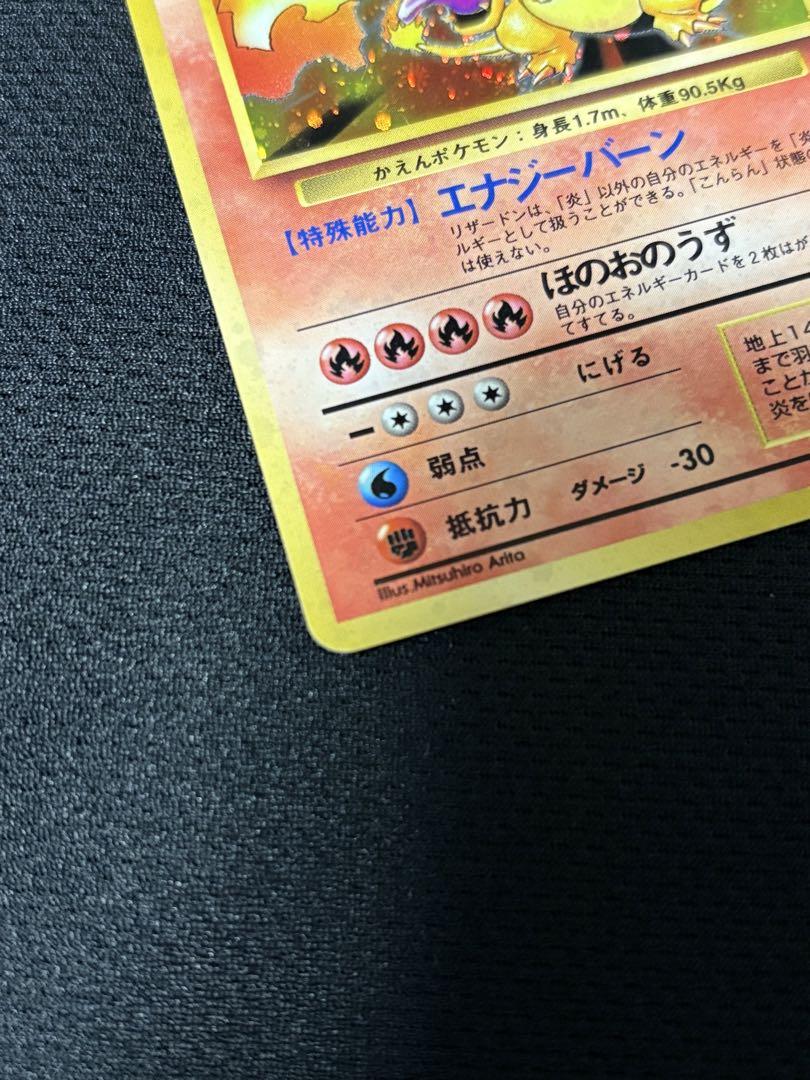 かえんポケモン：身長1.7m、体重90.5Kg
【特殊能力】エナジーバーン
リザードンは、「炎」以外の自分のエネルギーを「炎
ルギーとして扱うことができる。「こんらん」状態の
は使えない。
ほのおのうず
自分のエネルギーカードを2枚はが
てすてる。
にげる
弱点
抵抗力 ダメージ -30
地上14
まで羽
ことが
炎を
Illus.Mitsuhiro Arita